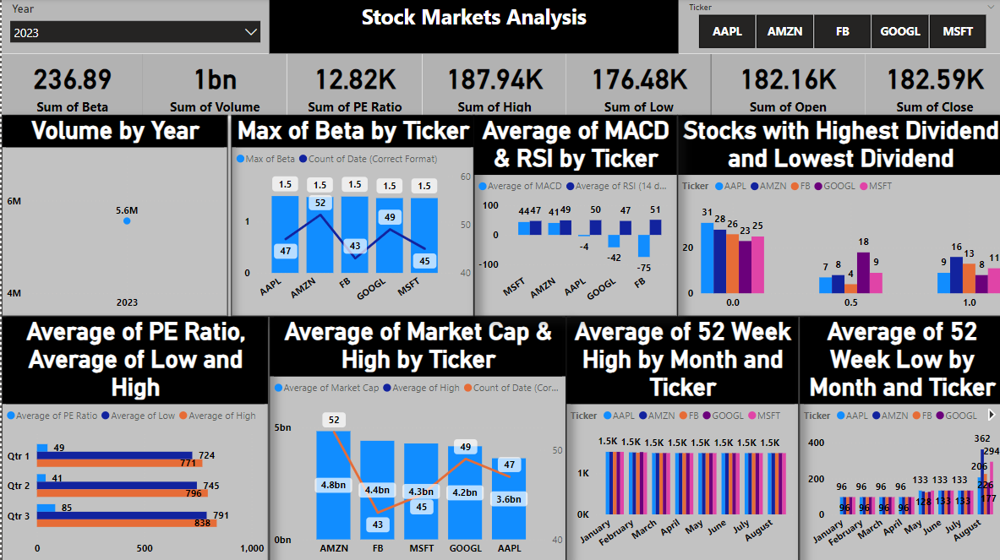 Year
2023
Stock Markets Analysis
Ticker
AAPL AMZN FB GOOGL MSFT
236.89
Sum of Beta
1bn
Sum of Volume
12.82K
Sum of PE Ratio
187.94K
Sum of High
176.48K
Sum of Low
182.16K
Sum of Open
182.59K
Sum of Close
Volume by Year
6M
5.6M
4M
2023
Max of Beta by Ticker
Max of Beta Count of Date (Correct Format)
60
1.5 1.5 1.5 1.5 1.5
52
49
1
50
47
43
45
0
40
AAPL AMZN FB GOOGL MSFT
Average of MACD
& RSI by Ticker
Average of MACD Average of RSI (14 d...
100
44 47 41 49 50 47 51
0
-4
-42
-75
-100
MSFT AMZN AAPL GOOGL FB
Stocks with Highest Dividend
and Lowest Dividend
Ticker AAPL AMZN FB GOOGL MSFT
31 28 26 23 25
20
7 8 4 18 9
9 16 13 8 11
0
0.0 0.5 1.0
Average of PE Ratio,
Average of Low and
High
Average of PE Ratio Average of Low Average of High
Qtr 1
49
724
771
Qtr 2
41
745
796
Qtr 3
85
791
838
0 500 1,000
Average of Market Cap &
High by Ticker
Average of Market Cap Average of High Count of Date (Cor...
52
5bn
49
50
47
4.8bn 4.4bn 4.3bn 4.2bn 3.6bn
45
43
0bn
40
AMZN FB MSFT GOOGL AAPL
Average of 52 Week
High by Month and
Ticker
Ticker AAPL AMZN FB GOOGL MSFT
1.5K 1.5K 1.5K 1.5K 1.5K 1.5K 1.5K 1.5K
1K
0K
January February March April May June July August
Average of 52
Week Low by
Month and Ticker
Ticker AAPL AMZN FB GOOGL
400
362
294
206
200
226
177
96 96 96 96 133 133 133
96 96 96 96 128 133 133
0
January February March April May June July August